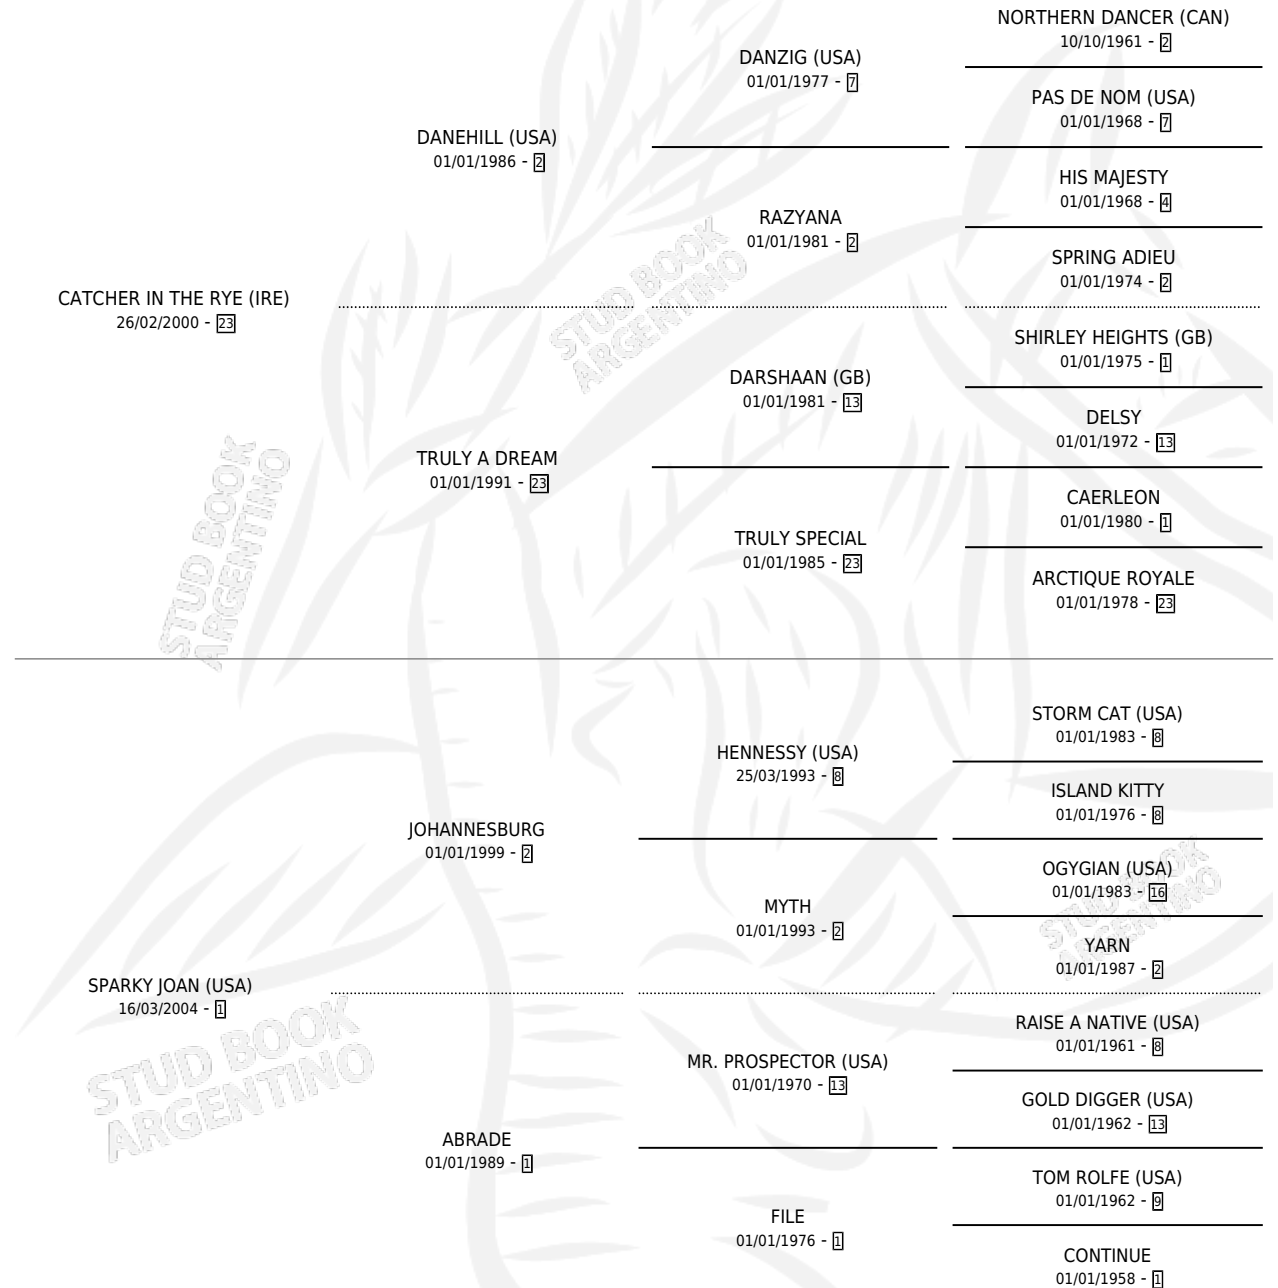 NORTHERN DANCER (CAN)
10/10/1961 - 2
DANZIG (USA)
01/01/1977 - 7
PAS DE NOM (USA)
01/01/1968 - 7
DANEHILL (USA)
01/01/1986 - 2
HIS MAJESTY
01/01/1968 - 4
RAZYANA
01/01/1981 - 2
SPRING ADIEU
01/01/1974 - 2
CATCHER IN THE RYE (IRE)
26/02/2000 - 23
STUD BOOK
ARGENTINO
SHIRLEY HEIGHTS (GB)
01/01/1975 - 1
DARSHAAN (GB)
01/01/1981 - 13
DELSY
01/01/1972 - 13
TRULY A DREAM
01/01/1991 - 23
CAERLEON
01/01/1980 - 1
TRULY SPECIAL
01/01/1985 - 23
ARCTIQUE ROYALE
01/01/1978 - 23
STUD BOOK
ARGENTINO
STORM CAT (USA)
01/01/1983 - 8
HENNESSY (USA)
25/03/1993 - 8
ISLAND KITTY
01/01/1976 - 8
JOHANNESBURG
01/01/1999 - 2
OGYGIAN (USA)
01/01/1983 - 16
MYTH
01/01/1993 - 2
YARN
01/01/1987 - 2
STUD BOOK
ARGENTINO
SPARKY JOAN (USA)
16/03/2004 - 1
RAISE A NATIVE (USA)
01/01/1961 - 8
MR. PROSPECTOR (USA)
01/01/1970 - 13
GOLD DIGGER (USA)
01/01/1962 - 13
STUD BOOK
ARGENTINO
ABRADE
01/01/1989 - 1
TOM ROLFE (USA)
01/01/1962 - 9
FILE
01/01/1976 - 1
CONTINUE
01/01/1958 - 1